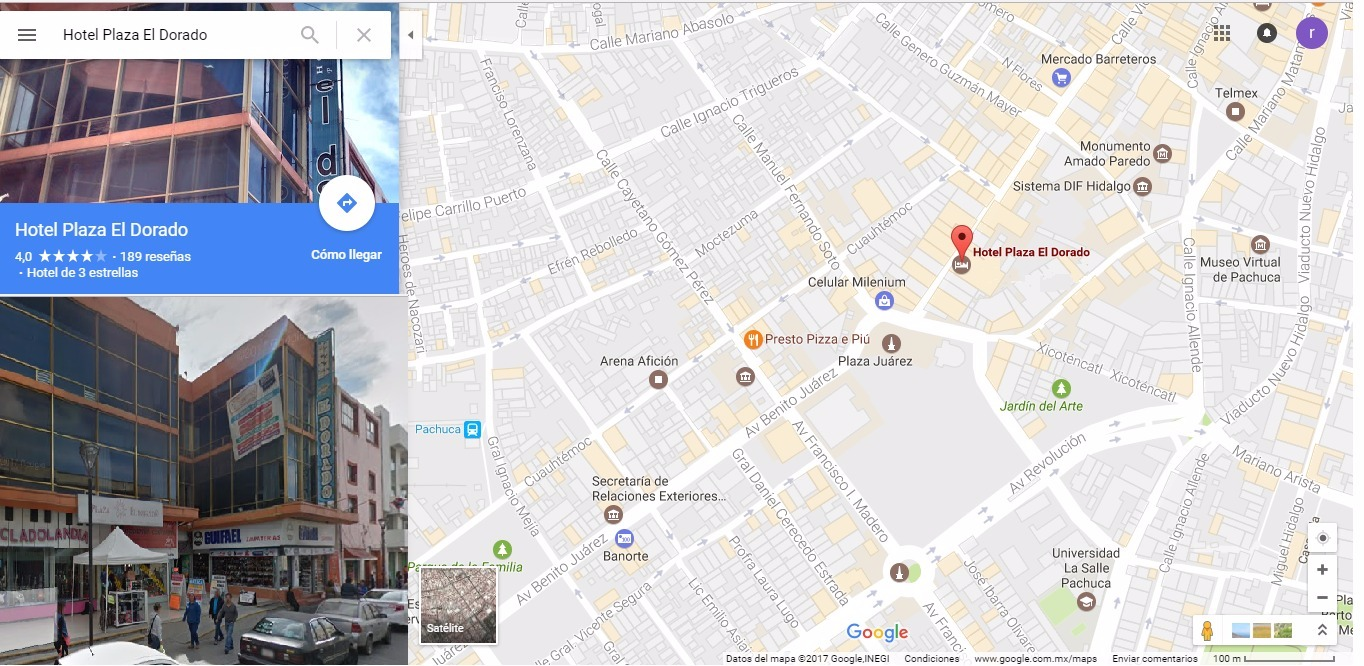 Hotel Plaza El Dorado
el d
Hotel Plaza El Dorado
4,0 · 189 reseñas
· Hotel de 3 estrellas
Cómo llegar
CLADOLANDIA
GUIFAEL
Calle Mariano Abasolo
Calle Genero Guzmán Mayer
N Flores
Mercado Barreteros
Telmex
r
Calle Ignacio Trigueros
Francisco Lorenzana
Calle Cayetano Gómez Pérez
Calle Manuel Fernando Soto
Monumento
Amado Paredo
Sistema DIF Hidalgo
Felipe Carrillo Puerto
Heroes de Nacozari
Efrén Rebolledo
Moctezuma
Cuauhtémoc
Hotel Plaza El Dorado
Museo Virtual
de Pachuca
Viaducto Nuevo Hidalgo
Calle Ignacio Allende
Celular Milenium
Presto Pizza e Piú
Plaza Juárez
Arena Afición
Av Benito Juárez
Xicoténcatl
Xicoténcatl
Jardín del Arte
Viaducto Nuevo Hidalgo
Pachuca
Gral Ignacio Mejia
Cuauhtémoc
Av Francisco I. Madero
Av Revolución
Mariano Arista
Secretaría de
Relaciones Exteriores...
Gral Daniel Cerecedo Estrada
Ignacio Allende
Miguel Hidalgo
Banorte
Av Benito Juárez
Parque de la Familia
Profra Laura Lugo
Universidad
La Salle
Pachuca
José Ibarra Olivares
Gral. Vicente Segura
Lic Emilio Asia
Av Franc
Satélite
Google
Datos del mapa ©2017 Google,INEGI Condiciones www.google.com.mx/maps Enviar comentarios 100 m